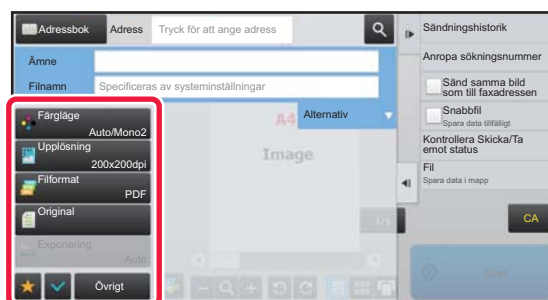 Adressbok
Adress
Tryck för att ange adress
Ämne
Filnamn
Specificeras av systeminställningar
Färgläge
Auto/Mono2
Upplösning
200x200dpi
Filformat
PDF
Original
Exponering
Auto
Övrigt
Alternativ
A4
Image
1/1
Sändningshistorik
Anropa sökningsnummer
Sänd samma bild
som till faxadressen
Snabbfil
Spara data tillfälligt
Kontrollera Skicka/Ta
emot status
Fil
Spara data i mapp
CA
Start